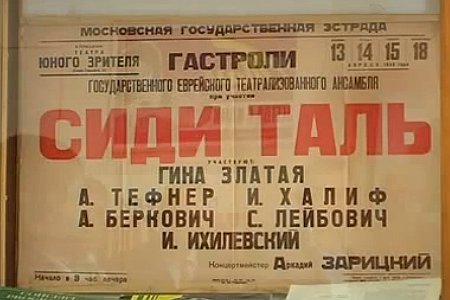 МОСКОВСКАЯ ГОСУДАРСТВЕННАЯ ЭСТРАДА
ТЕАТРА
ЮНОГО ЗРИТЕЛЯ
ГАСТРОЛИ
13 14 15 18
ГОСУДАРСТВЕННОГО ЕВРЕЙСКОГО ТЕАТРАЛИЗОВАННОГО АНСАМБЛЯ
при участии
СИДИ ТАЛЬ
УЧАСТВУЮТ:
ГИНА ЗЛАТАЯ
А. ТЕФНЕР И. ХАЛИФ
А. БЕРКОВИЧ С. ЛЕЙБОВИЧ
И. ИХИЛЕВСКИЙ
Концертмейстер Аркадий ЗАРИЦКИЙ
Начало в 9 час. вечера